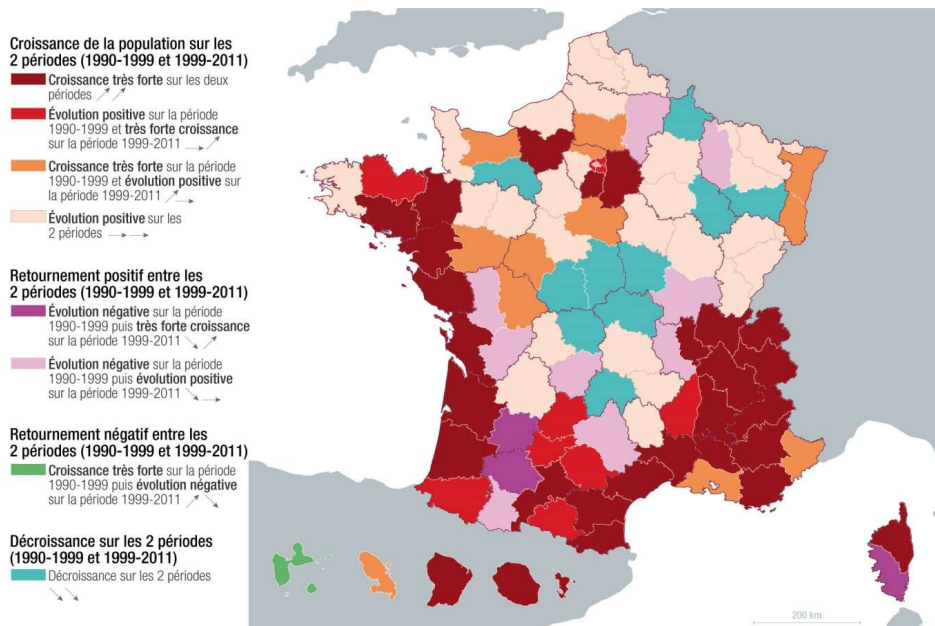 Croissance de la population sur les
2 périodes (1990-1999 et 1999-2011)
Croissance très forte sur les deux
périodes
Évolution positive sur la période
1990-1999 et très forte croissance
sur la période 1999-2011
Croissance très forte sur la période
1990-1999 et évolution positive sur
la période 1999-2011
Évolution positive sur les
2 périodes
Retournement positif entre les
2 périodes (1990-1999 et 1999-2011)
Évolution négative sur la période
1990-1999 puis très forte croissance
sur la période 1999-2011
Évolution négative sur la période
1990-1999 puis évolution positive
sur la période 1999-2011
Retournement négatif entre les
2 périodes (1990-1999 et 1999-2011)
Croissance très forte sur la période
1990-1999 puis évolution négative
sur la période 1999-2011
Décroissance sur les 2 périodes
(1990-1999 et 1999-2011)
Décroissance sur les 2 périodes
200 km